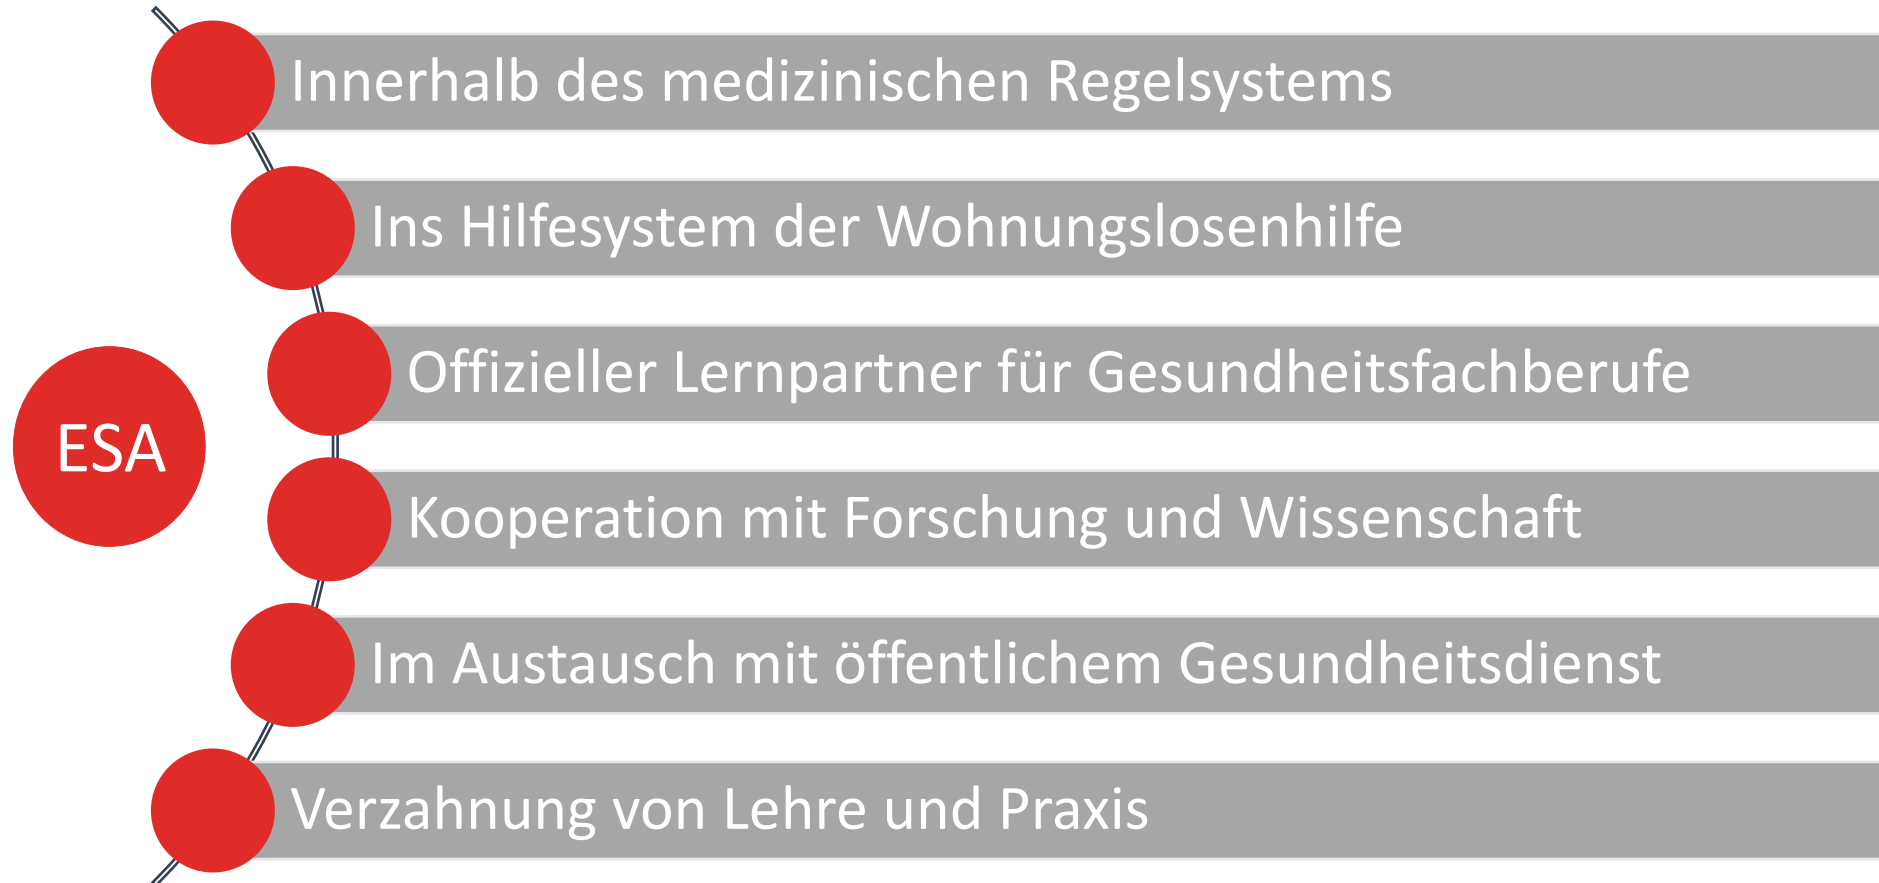 Innerhalb des medizinischen Regelsystems
Ins Hilfesystem der Wohnungslosenhilfe
Offizieller Lernpartner für Gesundheitsfachberufe
ESA
Kooperation mit Forschung und Wissenschaft
Im Austausch mit öffentlichem Gesundheitsdienst
Verzahnung von Lehre und Praxis